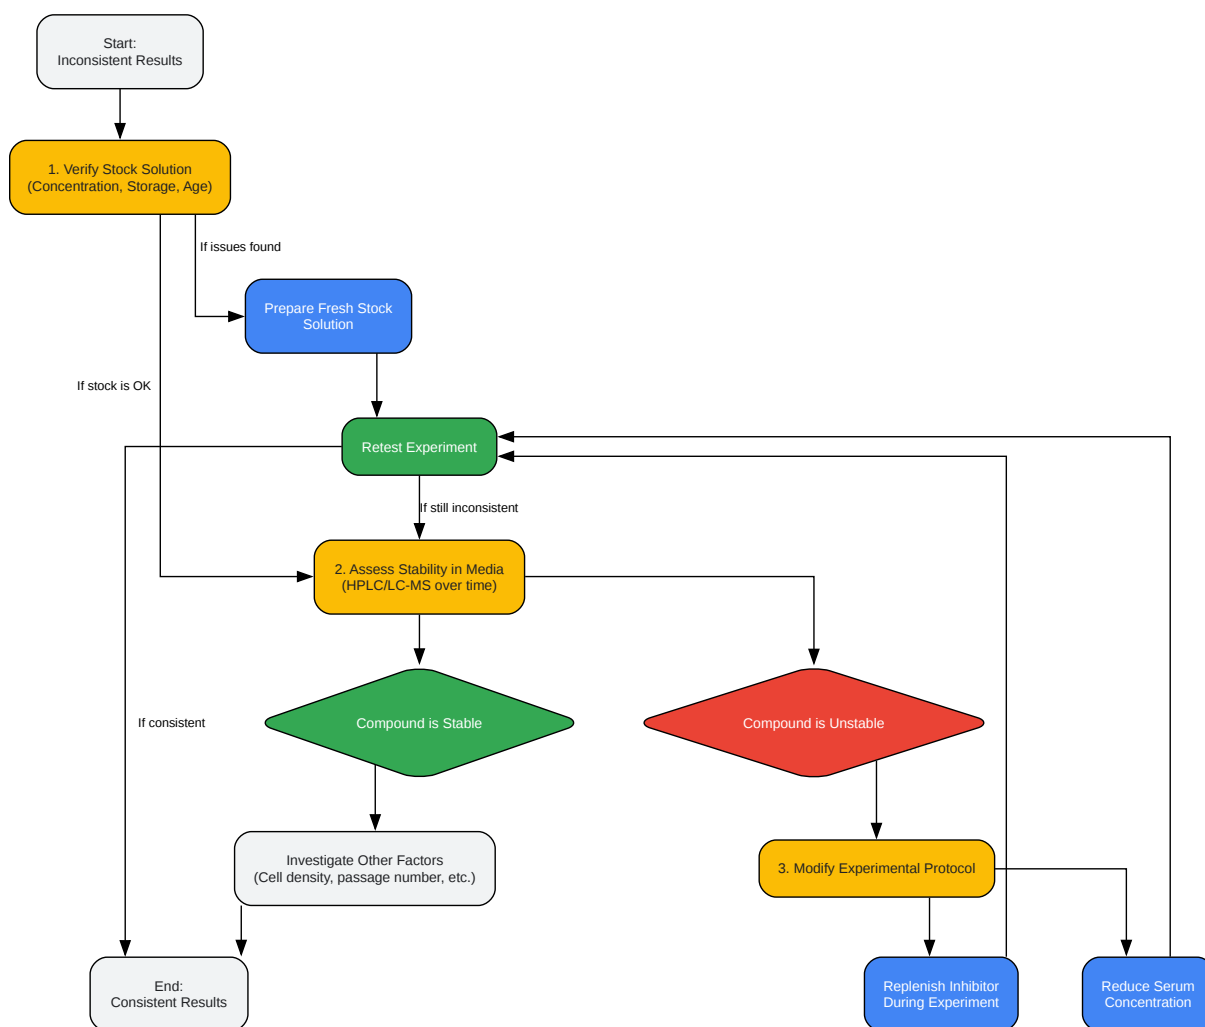 Start:
Inconsistent Results
1. Verify Stock Solution
(Concentration, Storage, Age)
If issues found
Prepare Fresh Stock
Solution
If stock is OK
Retest Experiment
If still inconsistent
2. Assess Stability in Media
(HPLC/LC-MS over time)
If consistent
Compound is Stable
Compound is Unstable
Investigate Other Factors
(Cell density, passage number, etc.)
3. Modify Experimental Protocol
End:
Consistent Results
Replenish Inhibitor
During Experiment
Reduce Serum
Concentration